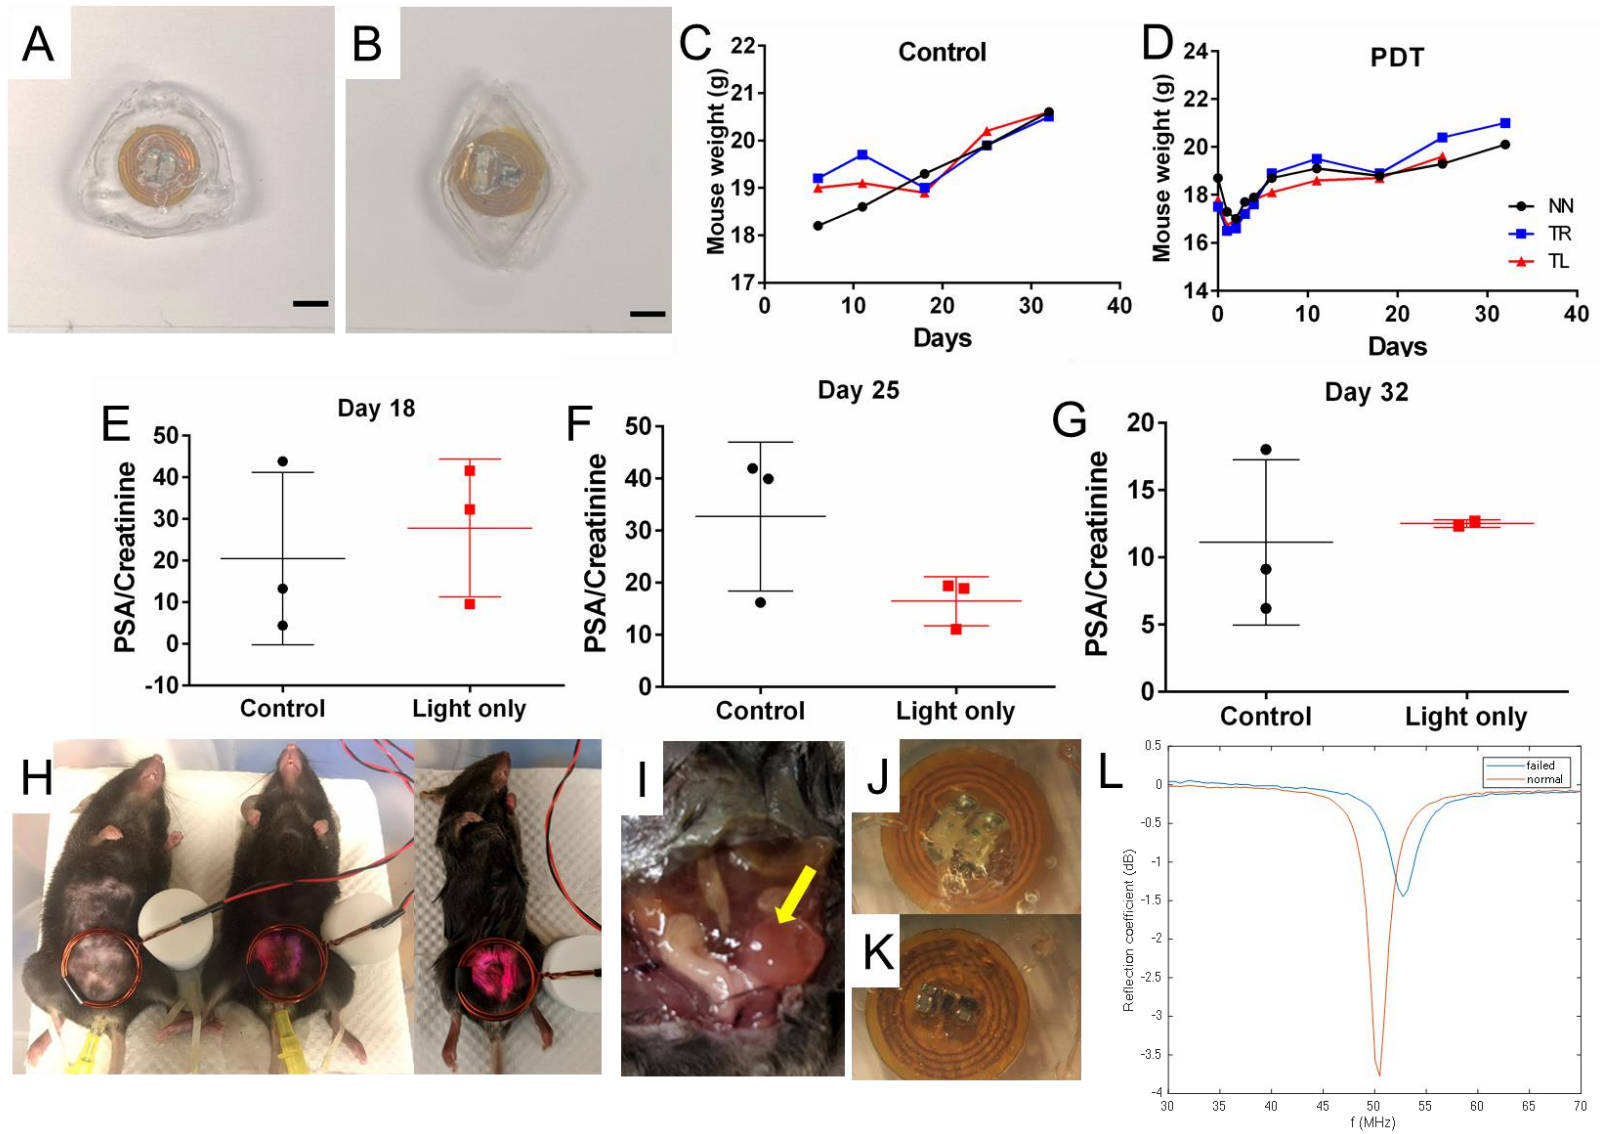 A
B
C
Control
Mouse weight (g)
22
21
20
19
18
17
0
10
20
30
40
Days
D
PDT
Mouse weight (g)
24
22
20
18
16
14
0
10
20
30
40
Days
NN
TR
TL
E
Day 18
PSA/Creatinine
50
40
30
20
10
0
-10
Control
Light only
F
Day 25
PSA/Creatinine
50
40
30
20
10
0
Control
Light only
G
Day 32
PSA/Creatinine
20
15
10
5
0
Control
Light only
H
I
J
K
L
failed
normal
Reflection coefficient (dB)
0.5
0
-0.5
-1
-1.5
-2
-2.5
-3
-3.5
-4
30
35
40
45
50
55
60
65
70
f (MHz)